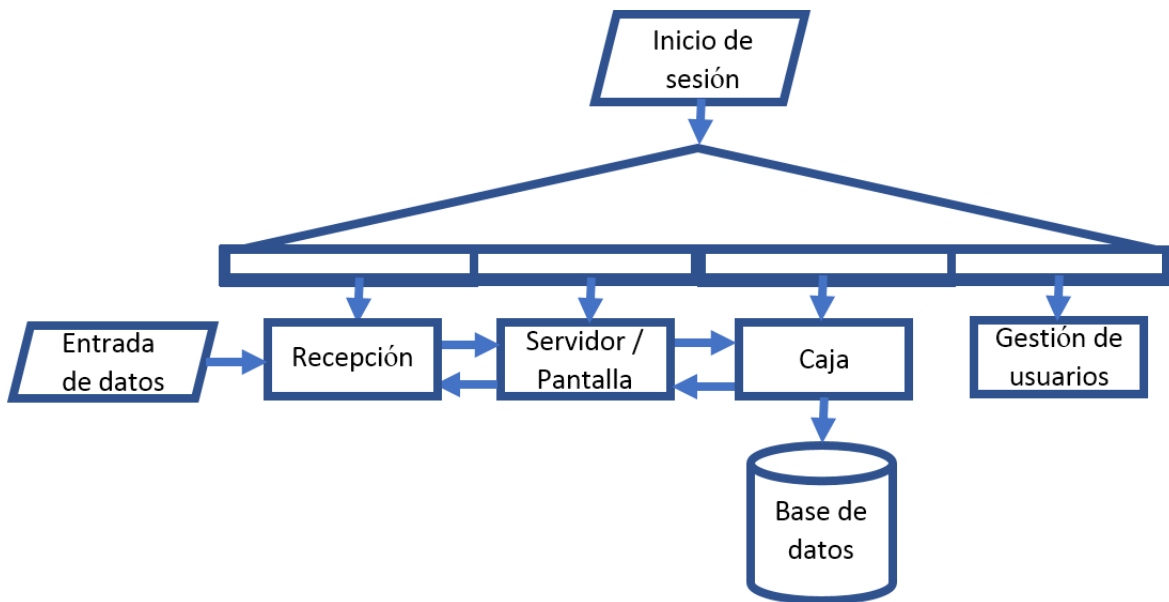 Inicio de
sesión
Entrada
de datos
Recepción
Servidor /
Pantalla
Caja
Gestión de
usuarios
Base de
datos